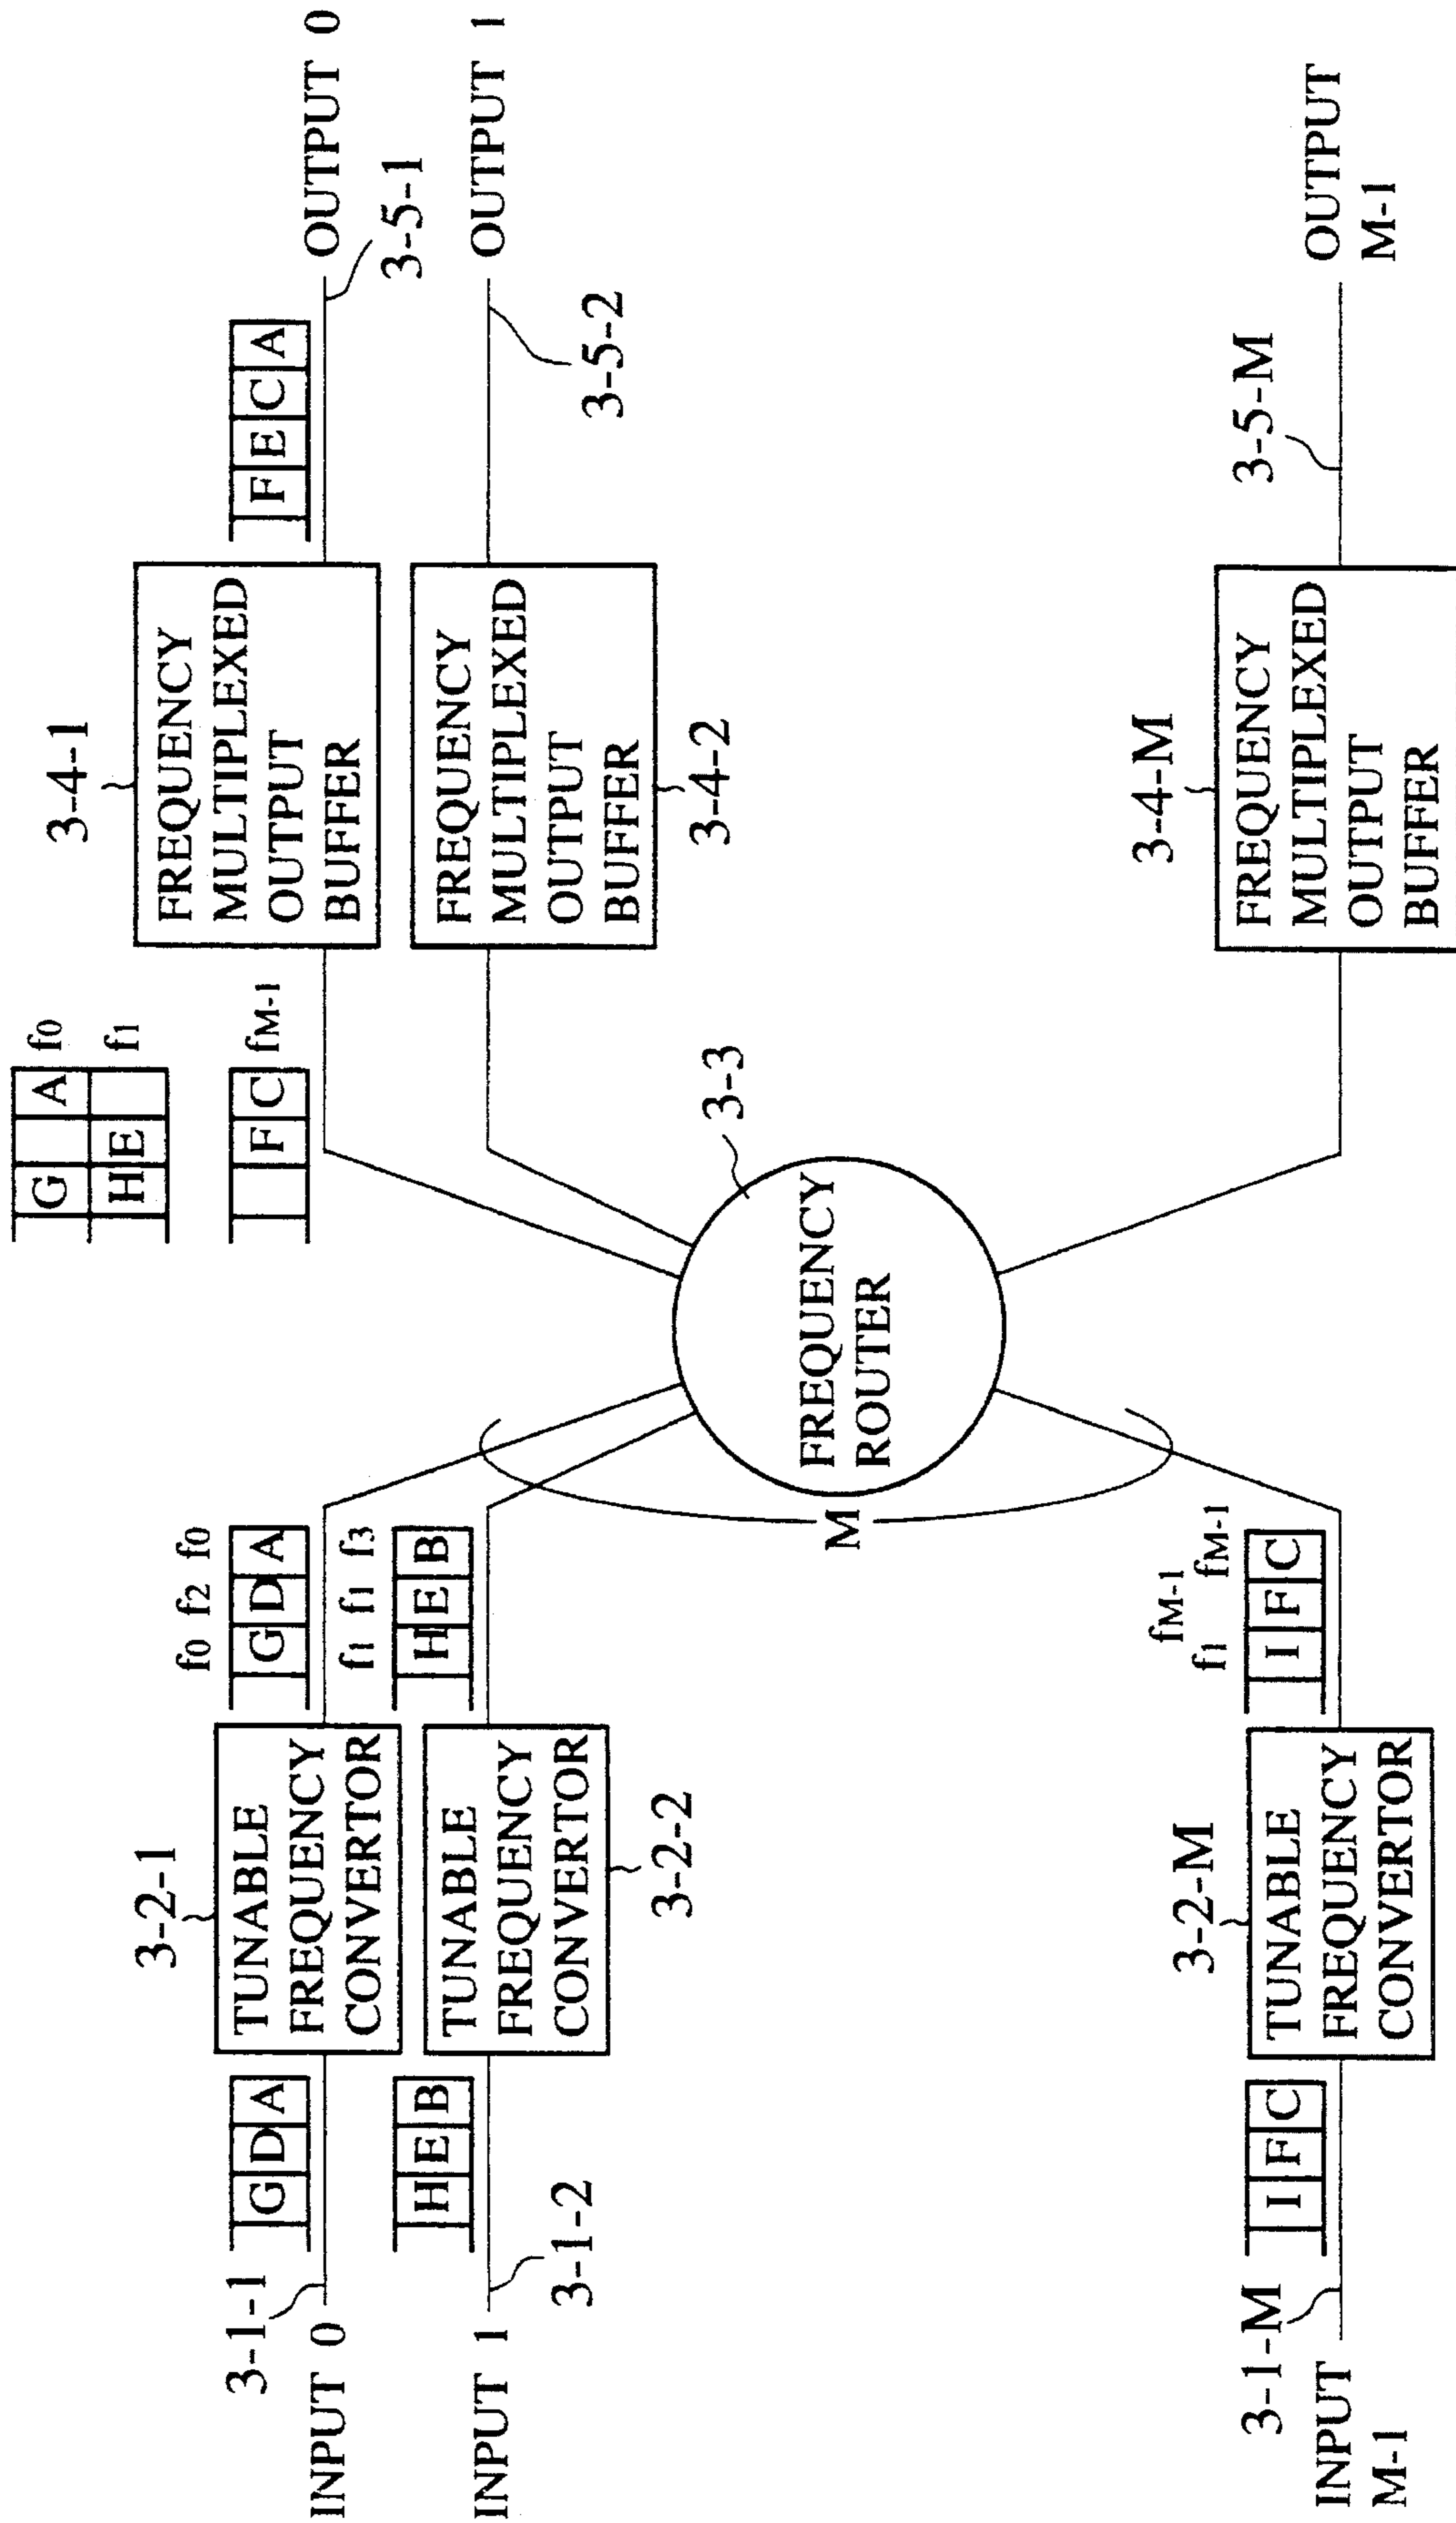 INPUT 0
3-1-1
G D A
3-2-1
TUNABLE
FREQUENCY
CONVERTOR
f0 f2 f0
G D A
INPUT 1
3-1-2
H E B
TUNABLE
FREQUENCY
CONVERTOR
3-2-2
f1 f1 f3
H E B
INPUT
M-1
3-1-M
I F C
3-2-M
TUNABLE
FREQUENCY
CONVERTOR
fM-1
f1 fM-1
I F C
M
FREQUENCY
ROUTER
3-3
G A f0
H E f1
F C fM-1
3-4-1
FREQUENCY
MULTIPLEXED
OUTPUT
BUFFER
F E C A
OUTPUT 0
3-5-1
FREQUENCY
MULTIPLEXED
OUTPUT
BUFFER
3-4-2
OUTPUT 1
3-5-2
3-4-M
FREQUENCY
MULTIPLEXED
OUTPUT
BUFFER
3-5-M
OUTPUT
M-1